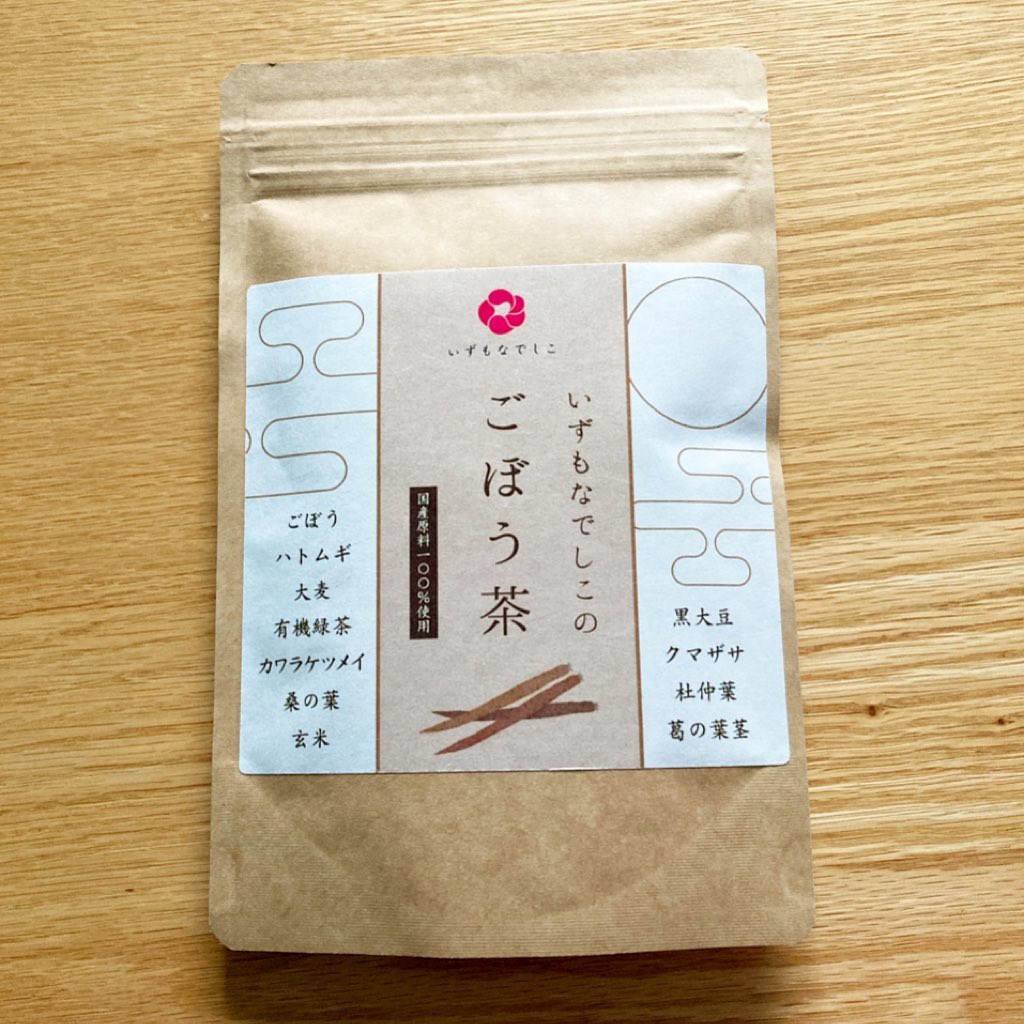 いずもなでしこ
いずもなでしこの
ごぼう茶
国産原料一〇〇%使用
ごぼう
ハトムギ
大麦
有機緑茶
カワラケツメイ
桑の葉
玄米
黒大豆
クマザサ
杜仲葉
葛の葉茎